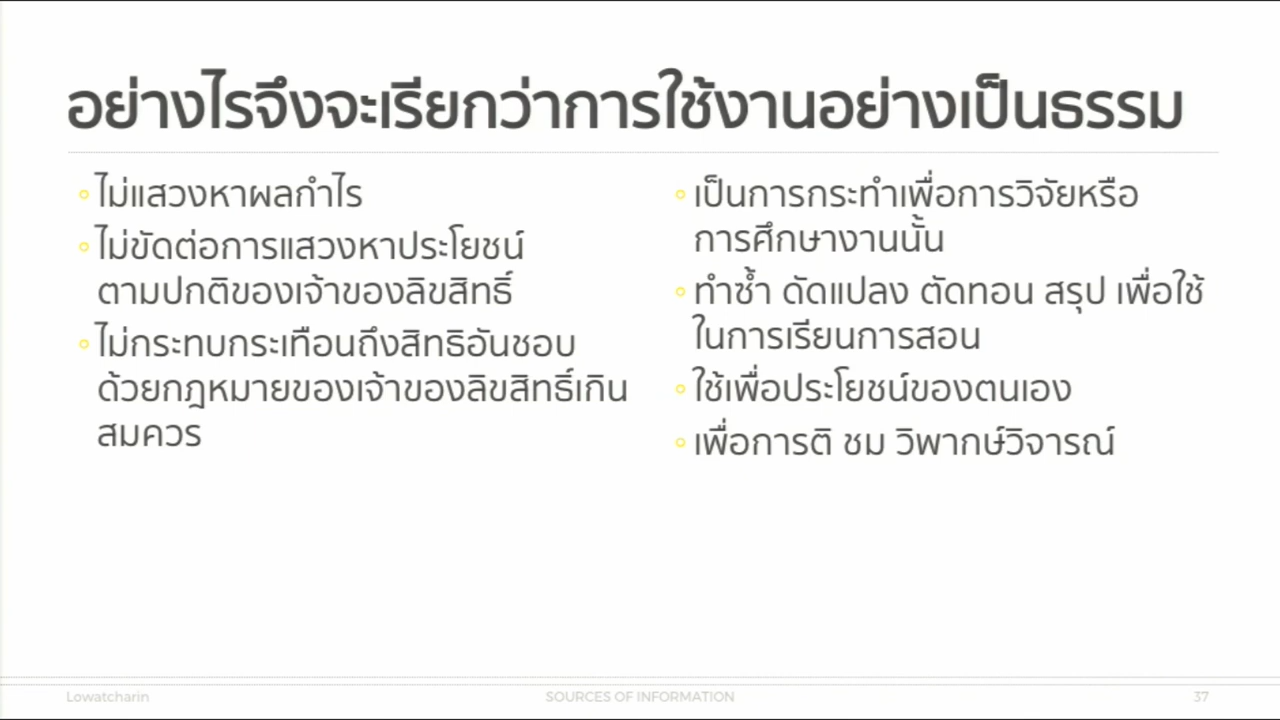 อย่างไรจึงจะเรียกว่าการใช้งานอย่างเป็นธรรม
ไม่แสวงหาผลกำไร
ไม่ขัดต่อการแสวงหาประโยชน์
ตามปกติของเจ้าของลิขสิทธิ์
ไม่กระทบกระเทือนถึงสิทธิอันชอบ
ด้วยกฎหมายของเจ้าของลิขสิทธิ์เกิน
สมควร
เป็นการกระทำเพื่อการวิจัยหรือ
การศึกษางานนั้น
ทำซ้ำ ดัดแปลง ตัดทอน สรุป เพื่อใช้
ในการเรียนการสอน
ใช้เพื่อประโยชน์ของตนเอง
เพื่อการติ ชม วิพากษ์วิจารณ์
Lowatcharin
SOURCES OF INFORMATION
37